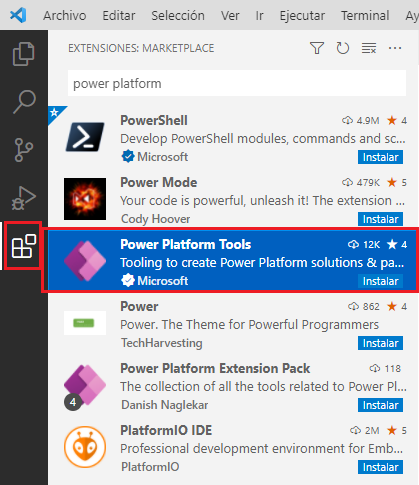 Archivo Editar Selección Ver Ir Ejecutar Terminal Ayuda
EXTENSIONES: MARKETPLACE
power platform
PowerShell 4.9M 4
Develop PowerShell modules, commands and sc...
Microsoft Instalar
Power Mode 479K 5
Your code is powerful, unleash it! The extension ...
Cody Hoover Instalar
Power Platform Tools 12K 4
Tooling to create Power Platform solutions & pa...
Microsoft Instalar
Power 862 4
Power. The Theme for Powerful Programmers
TechHarvesting Instalar
Power Platform Extension Pack 118
The collection of all the tools related to Power Pl...
4 Danish Naglekar Instalar
PlatformIO IDE 2M 5
Professional development environment for Emb...
PlatformIO Instalar